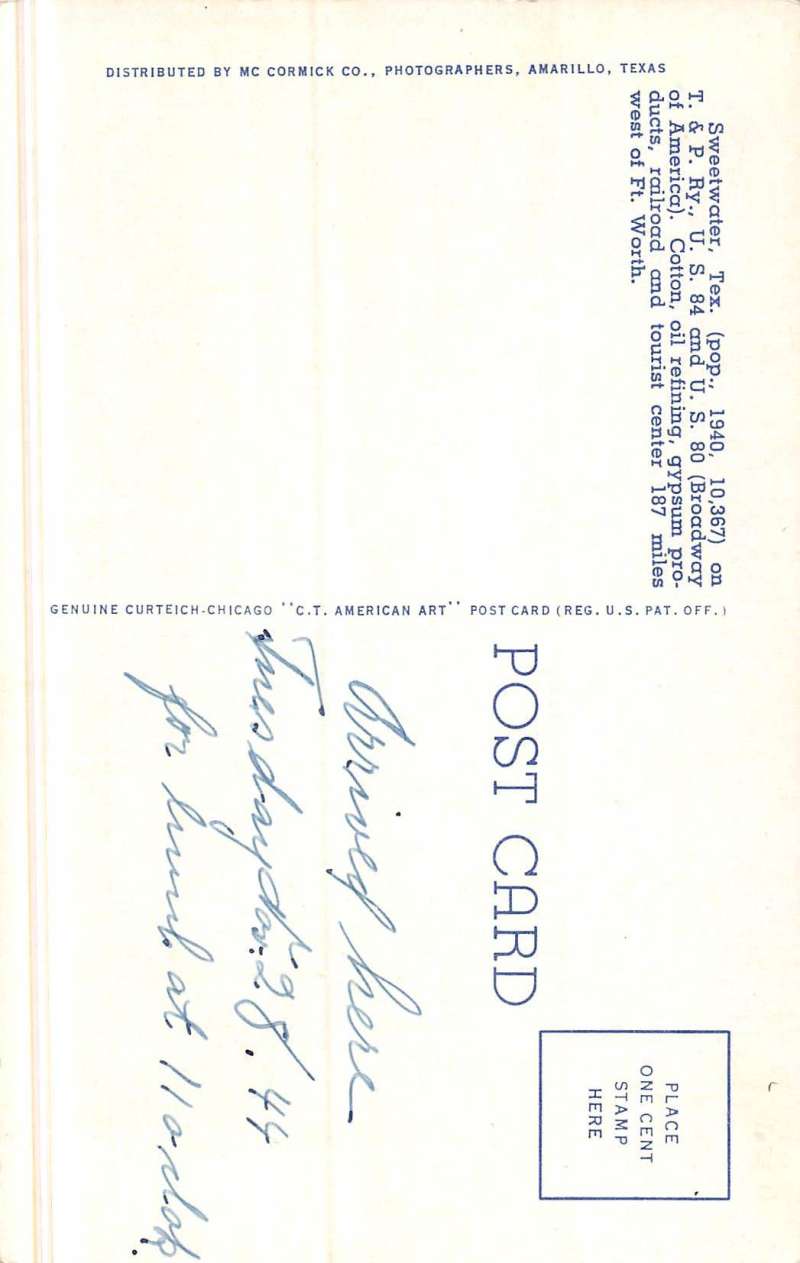 Sweetwater, Tex. (pop., 1940, 10,367) on
T. & P. Ry., U. S. 84 and U. S. 80 (Broadway
of America). Cotton, oil refining, gypsum pro-
ducts, railroad and tourist center 187 miles
west of Ft. Worth.
DISTRIBUTED BY MC CORMICK CO., PHOTOGRAPHERS, AMARILLO, TEXAS
GENUINE CURTEICH-CHICAGO "C.T. AMERICAN ART" POST CARD (REG. U.S. PAT. OFF.)
POST CARD
PLACE
ONE CENT
STAMP
HERE
Arrived here
Tuesday 28. 44
for lunch at 11